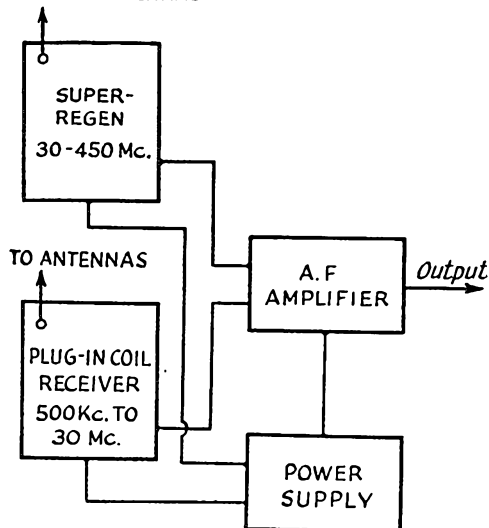 SUPER-
REGEN
30-450 Mc.
TO ANTENNAS
PLUG-IN COIL
RECEIVER
500Kc. TO
30 Mc.
A.F
AMPLIFIER
Output
POWER
SUPPLY